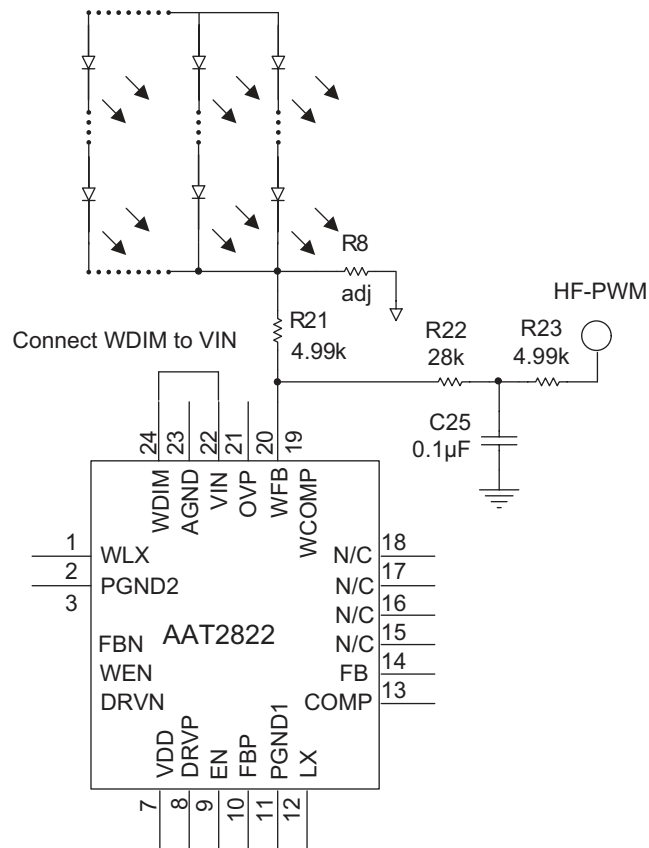 R8
adj
HF-PWM
R21
4.99k
R22
28k
R23
4.99k
Connect WDIM to VIN
C25
0.1µF
24
23
22
21
20
19
WDIM
AGND
VIN
OVP
WFB
WCOMP
1
WLX
2
PGND2
3
FBN
WEN
DRVN
AAT2822
18
N/C
17
N/C
16
N/C
15
N/C
14
FB
13
COMP
VDD
DRVP
EN
FBP
PGND1
LX
7
8
9
10
11
12